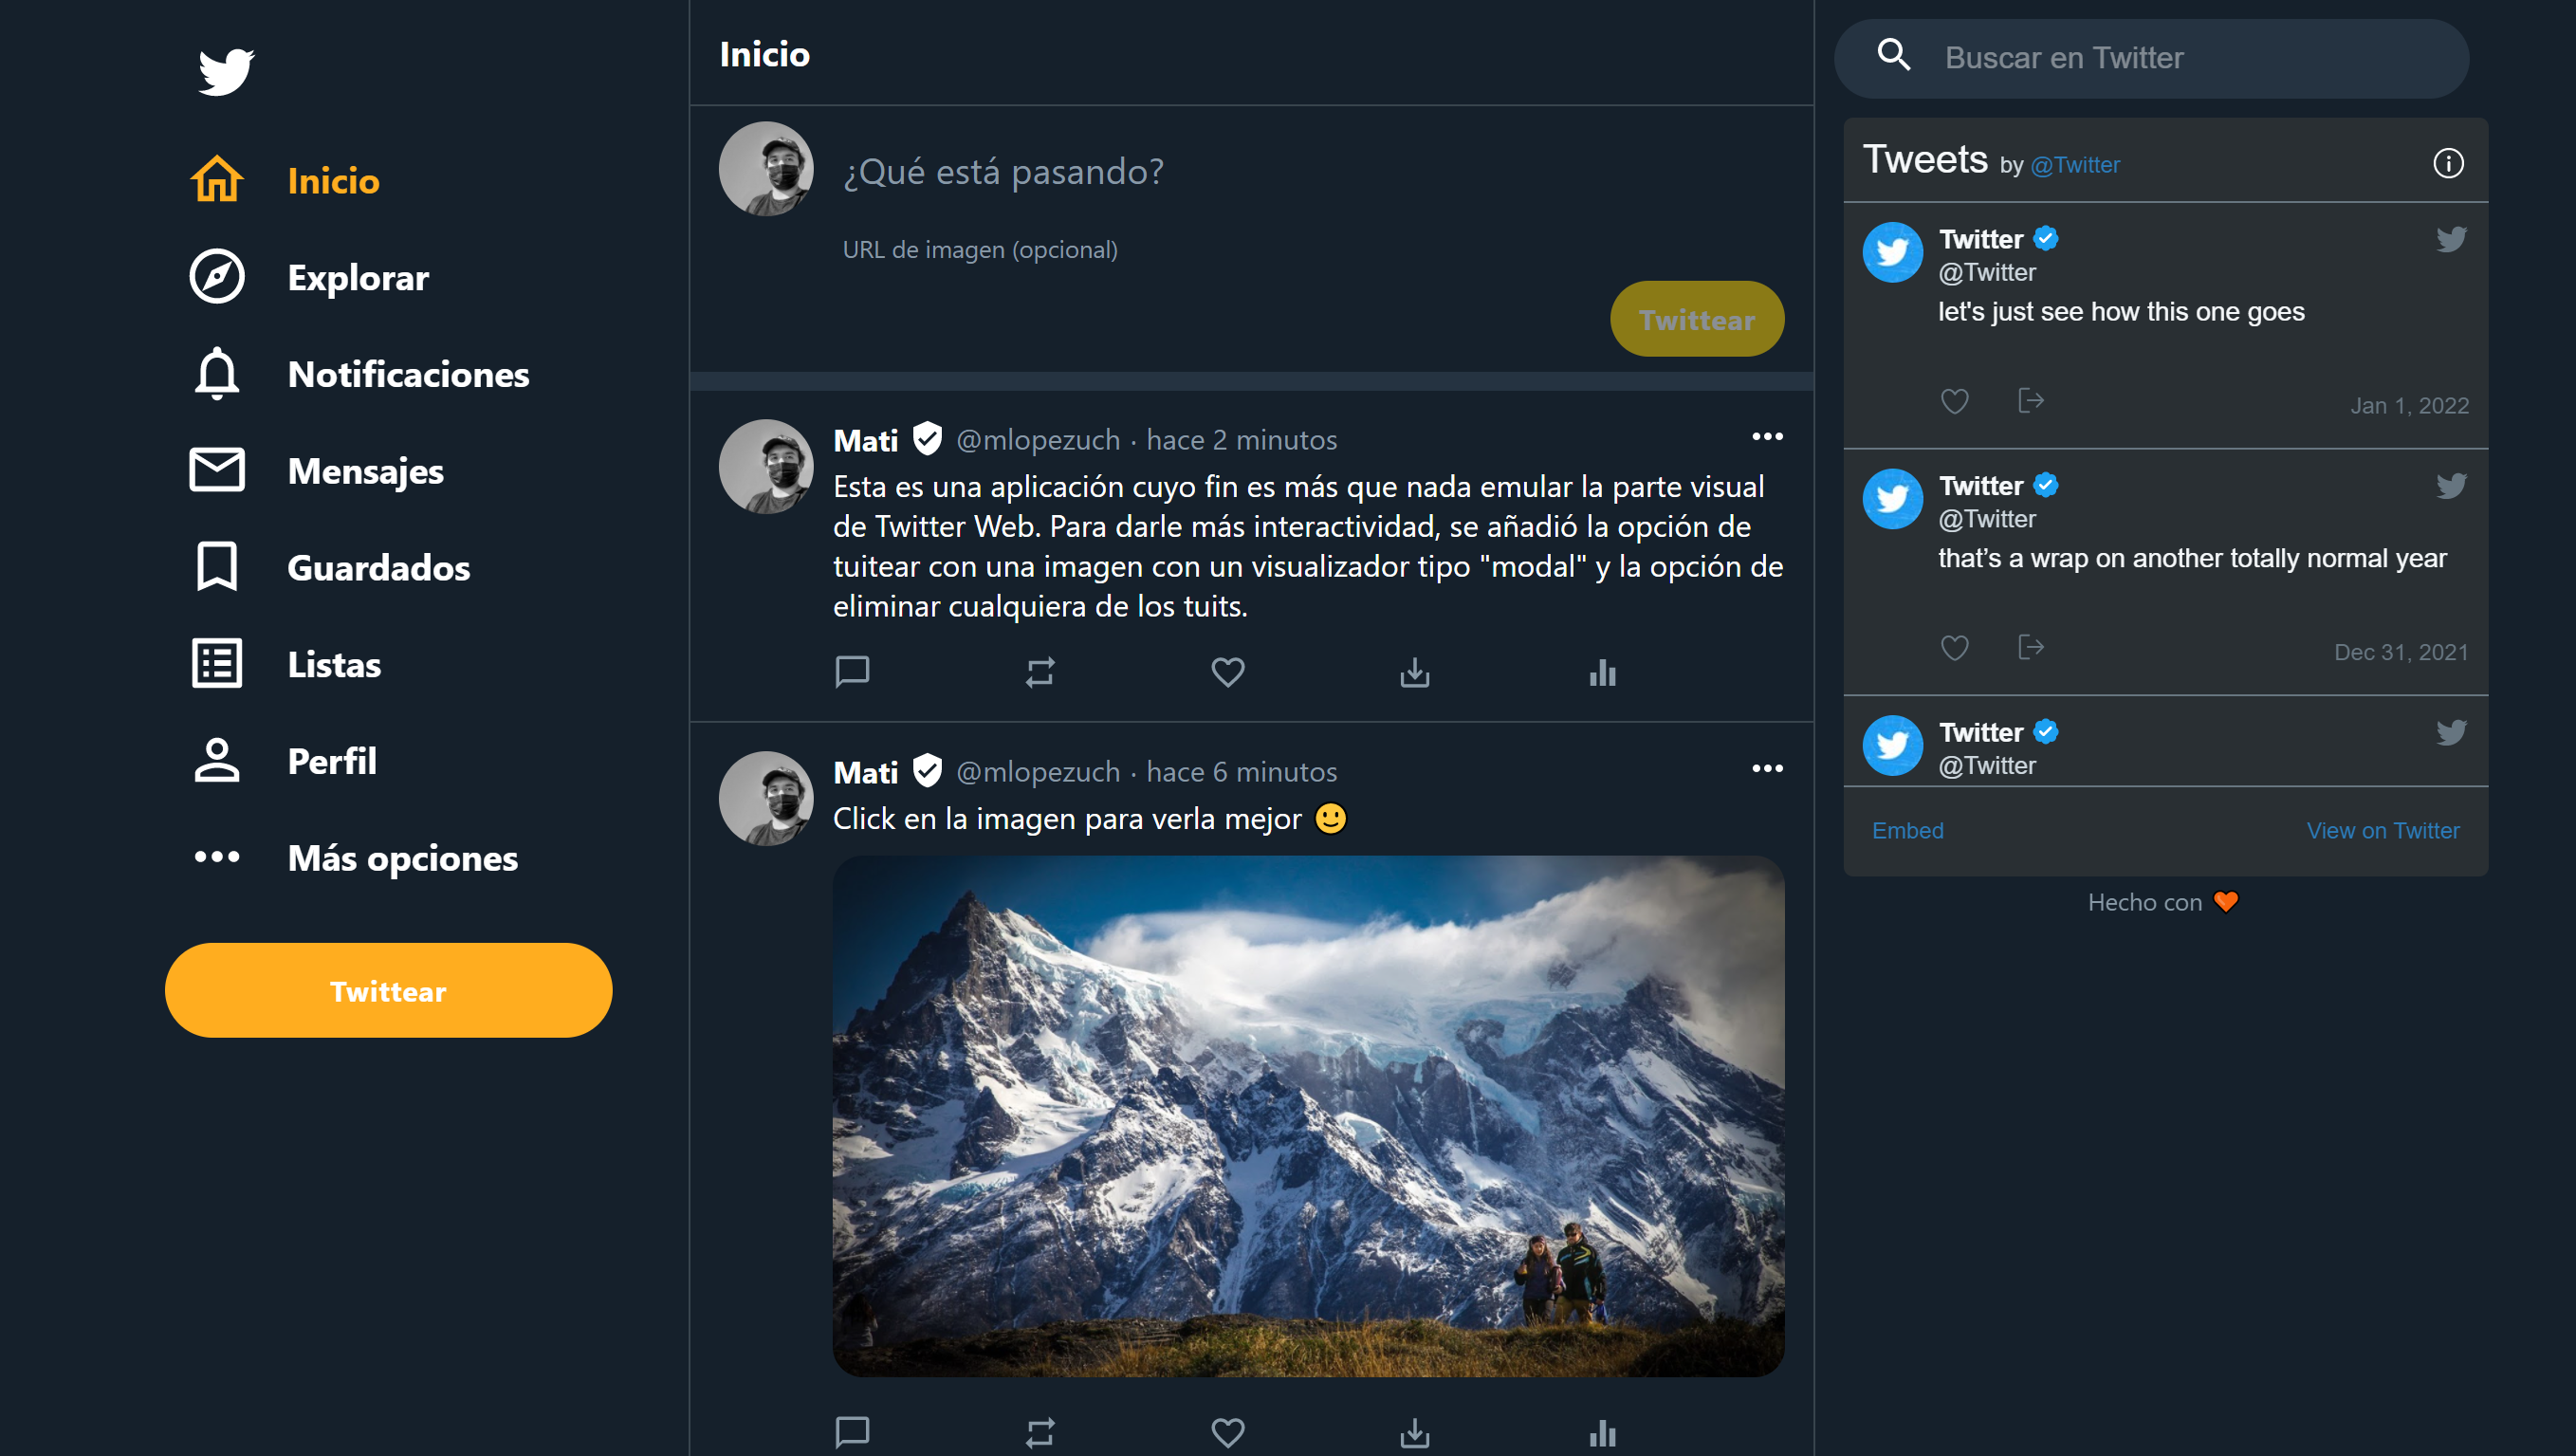 Inicio
Explorar
Notificaciones
Mensajes
Guardados
Listas
Perfil
Más opciones
Twittear
Inicio
¿Qué está pasando?
URL de imagen (opcional)
Twittear
Mati @mlopezuch · hace 2 minutos
Esta es una aplicación cuyo fin es más que nada emular la parte visual
de Twitter Web. Para darle más interactividad, se añadió la opción de
tuitear con una imagen con un visualizador tipo "modal" y la opción de
eliminar cualquiera de los tuits.
Mati @mlopezuch · hace 6 minutos
Click en la imagen para verla mejor 🙂
Buscar en Twitter
Tweets by @Twitter
Twitter
@Twitter
let's just see how this one goes
Jan 1, 2022
Twitter
@Twitter
that’s a wrap on another totally normal year
Dec 31, 2021
Twitter
@Twitter
Embed
View on Twitter
Hecho con 🧡